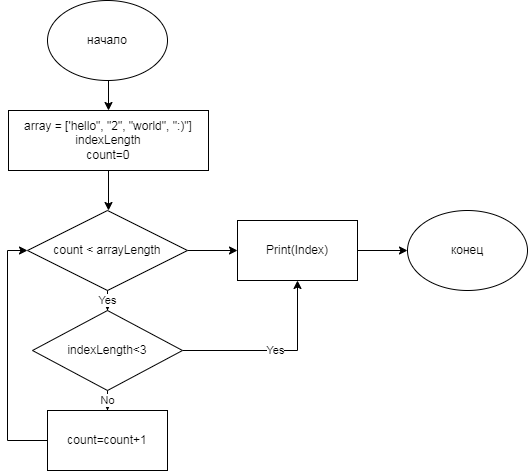 начало
array = ['hello", "2", "world", ":)"]
indexLength
count=0
count < arrayLength
Print(Index)
конец
Yes
indexLength<3
Yes
No
count=count+1